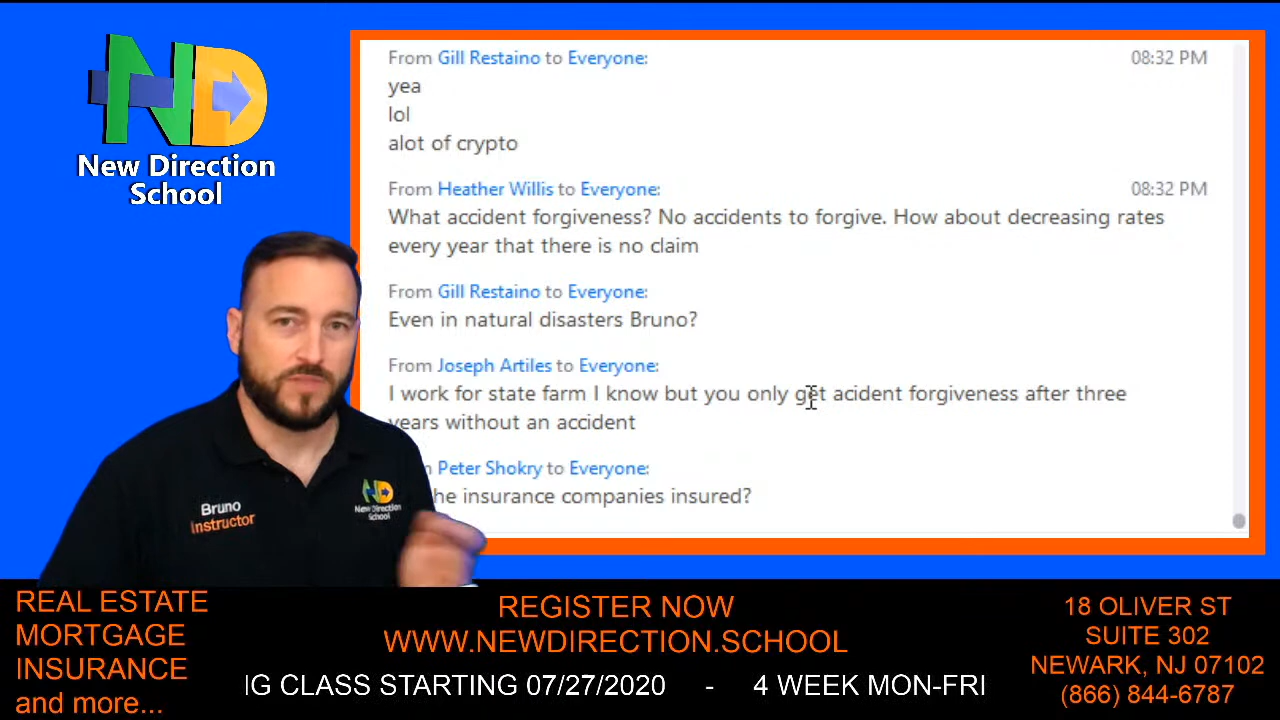 ND
New Direction
School
From Gill Restaino to Everyone: 08:32 PM
yea
lol
alot of crypto
From Heather Willis to Everyone: 08:32 PM
What accident forgiveness? No accidents to forgive. How about decreasing rates
every year that there is no claim
From Gill Restaino to Everyone:
Even in natural disasters Bruno?
From Joseph Artiles to Everyone:
I work for state farm I know but you only get acident forgiveness after three
years without an accident
Peter Shokry to Everyone:
he insurance companies insured?
Bruno
Instructor
New Direction
School
REAL ESTATE
MORTGAGE
INSURANCE
and more...
REGISTER NOW
WWW.NEWDIRECTION.SCHOOL
G CLASS STARTING 07/27/2020 - 4 WEEK MON-FRI
18 OLIVER ST
SUITE 302
NEWARK, NJ 07102
(866) 844-6787